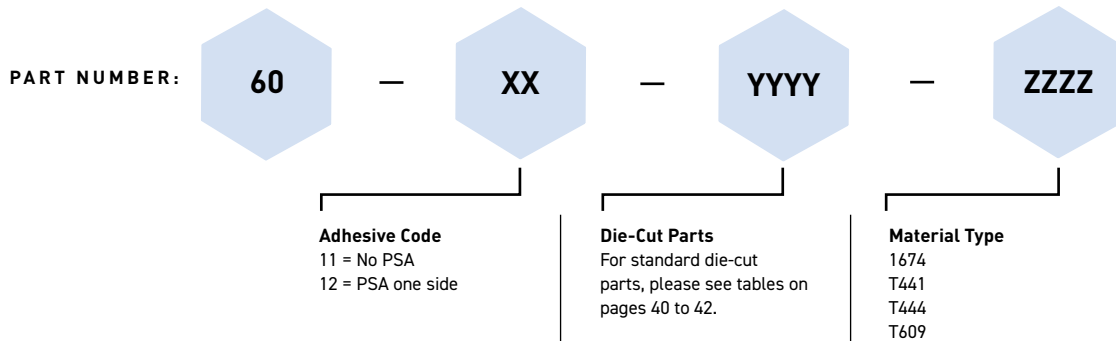 PART NUMBER: 60 — XX — YYYY — ZZZZ
Adhesive Code
11 = No PSA
12 = PSA one side
Die-Cut Parts
For standard die-cut
parts, please see tables on
pages 40 to 42.
Material Type
1674
T441
T444
T609